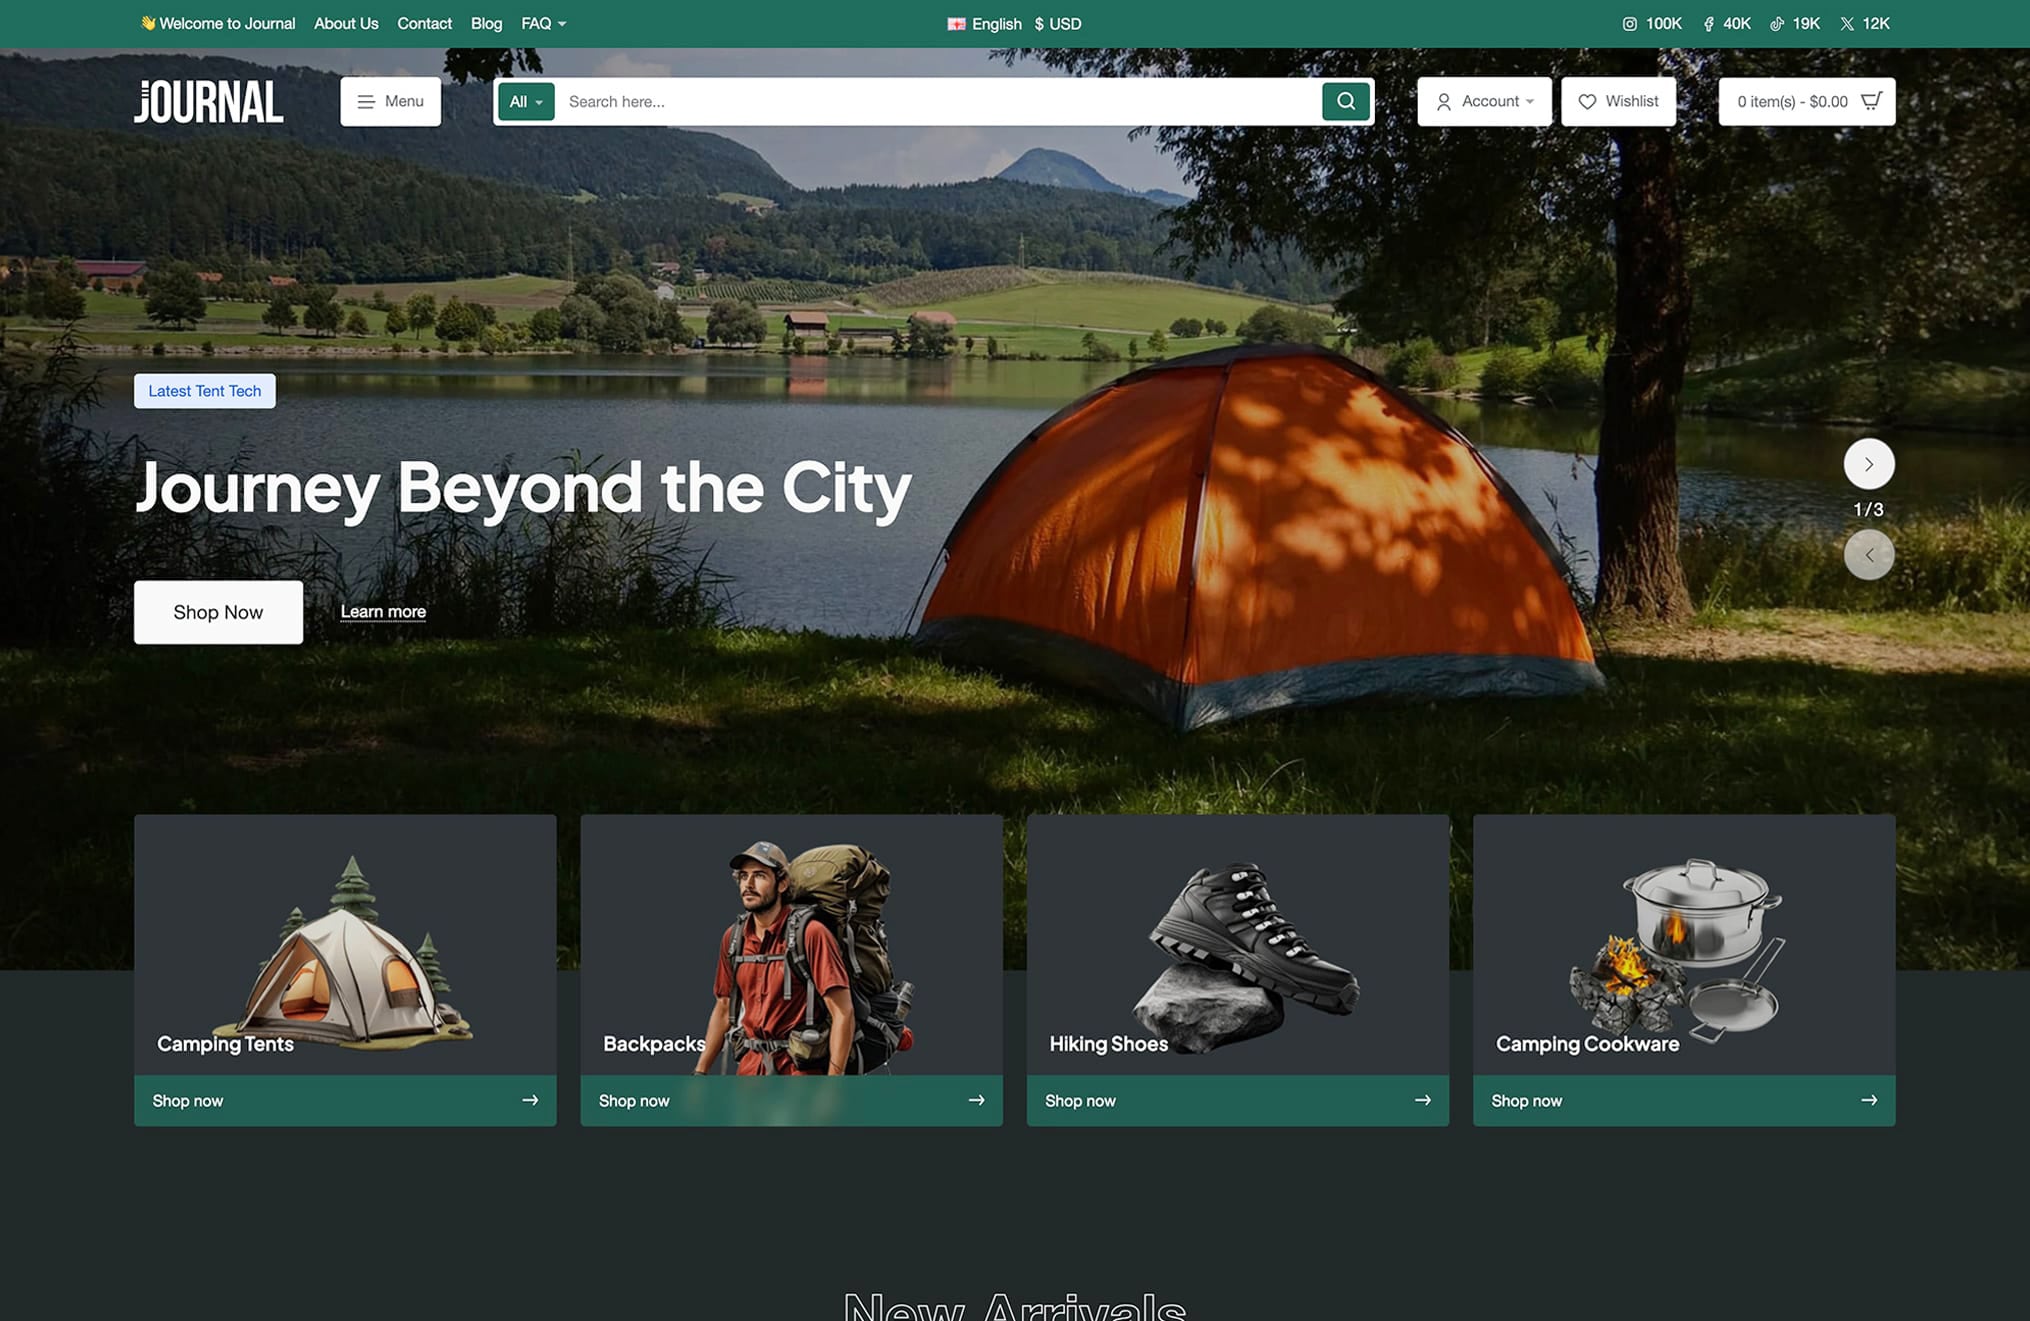 👋 Welcome to Journal About Us Contact Blog FAQ English $ USD 100K 40K 19K 12K
JOURNAL Menu All Search here... Account Wishlist 0 item(s) - $0.00
Latest Tent Tech
Journey Beyond the City
1/3
Shop Now Learn more
Camping Tents Backpacks Hiking Shoes Camping Cookware
Shop now Shop now Shop now Shop now
New Arrivals